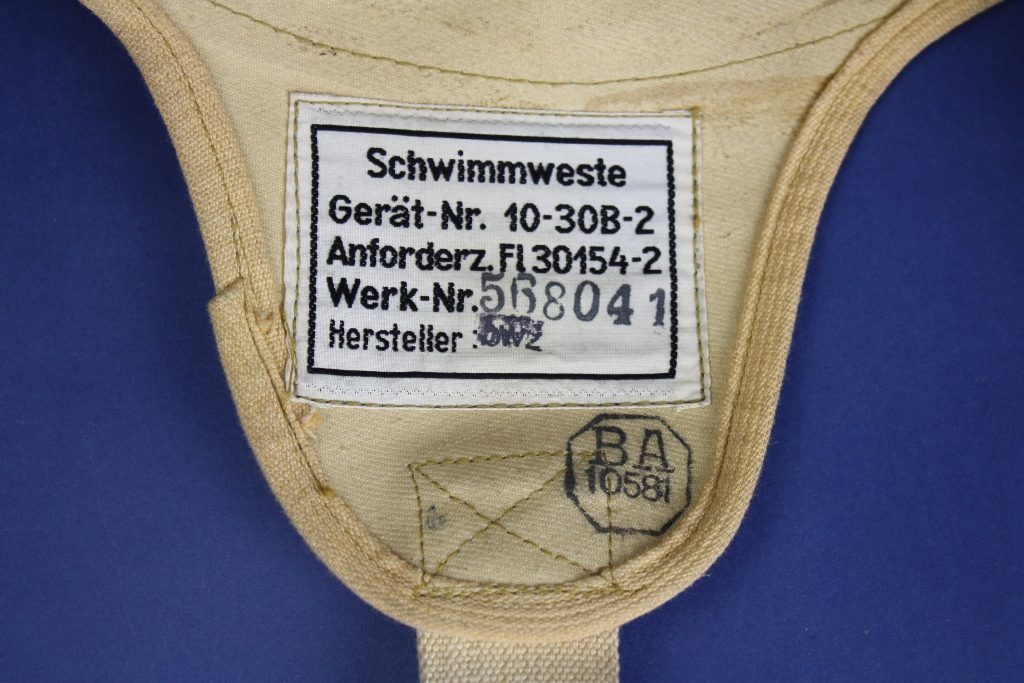 Schwimmweste
Gerät-Nr. 10-30B-2
Anforderz. Fl 30154-2
Werk-Nr. 568041
Hersteller :
BA
10581